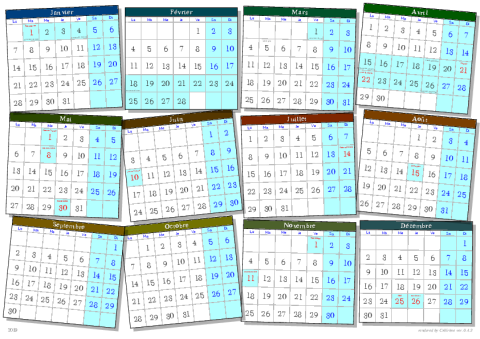 Janvier
Lu Ma Me Je Ve Sa Di
1 2 3 4 5 6
7 8 9 10 11 12 13
14 15 16 17 18 19 20
21 22 23 24 25 26 27
28 29 30 31
Février
Lu Ma Me Je Ve Sa Di
1 2 3
4 5 6 7 8 9 10
11 12 13 14 15 16 17
18 19 20 21 22 23 24
25 26 27 28
Mars
Lu Ma Me Je Ve Sa Di
1 2 3
4 5 6 7 8 9 10
11 12 13 14 15 16 17
18 19 20 21 22 23 24
25 26 27 28 29 30 31
Avril
Lu Ma Me Je Ve Sa Di
1 2 3 4 5 6 7
8 9 10 11 12 13 14
15 16 17 18 19 20 21
22 23 24 25 26 27 28
29 30
Mai
Lu Ma Me Je Ve Sa Di
1 2 3 4 5
6 7 8 9 10 11 12
13 14 15 16 17 18 19
20 21 22 23 24 25 26
27 28 29 30 31
Juin
Lu Ma Me Je Ve Sa Di
1 2
3 4 5 6 7 8 9
10 11 12 13 14 15 16
17 18 19 20 21 22 23
24 25 26 27 28 29 30
Juillet
Lu Ma Me Je Ve Sa Di
1 2 3 4 5 6 7
8 9 10 11 12 13 14
15 16 17 18 19 20 21
22 23 24 25 26 27 28
29 30 31
Août
Lu Ma Me Je Ve Sa Di
1 2 3 4
5 6 7 8 9 10 11
12 13 14 15 16 17 18
19 20 21 22 23 24 25
26 27 28 29 30 31
Septembre
Lu Ma Me Je Ve Sa Di
1
2 3 4 5 6 7 8
9 10 11 12 13 14 15
16 17 18 19 20 21 22
23 24 25 26 27 28 29
30
Octobre
Lu Ma Me Je Ve Sa Di
1 2 3 4 5 6
7 8 9 10 11 12 13
14 15 16 17 18 19 20
21 22 23 24 25 26 27
28 29 30 31
Novembre
Lu Ma Me Je Ve Sa Di
1 2 3
4 5 6 7 8 9 10
11 12 13 14 15 16 17
18 19 20 21 22 23 24
25 26 27 28 29 30
Décembre
Lu Ma Me Je Ve Sa Di
1
2 3 4 5 6 7 8
9 10 11 12 13 14 15
16 17 18 19 20 21 22
23 24 25 26 27 28 29
30 31
2019